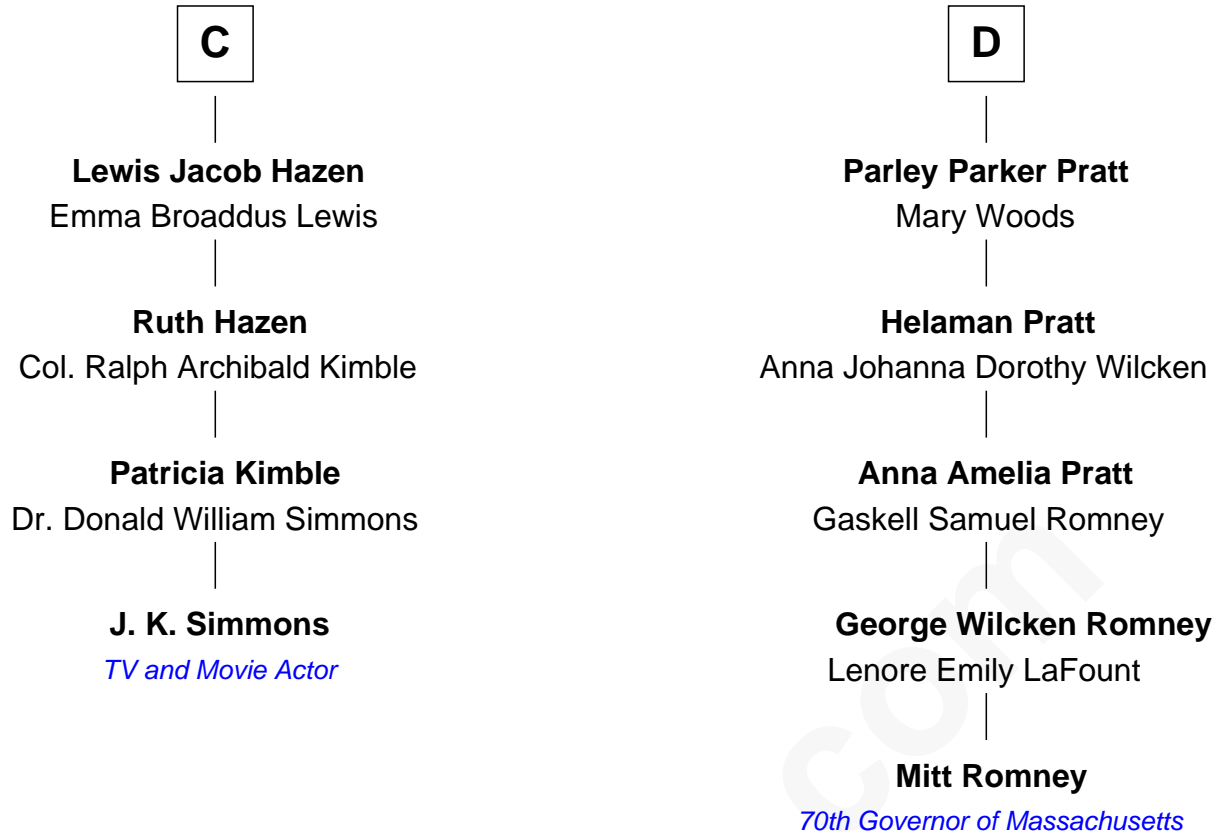 C
Lewis Jacob Hazen
Emma Broaddus Lewis
Ruth Hazen
Col. Ralph Archibald Kimble
Patricia Kimble
Dr. Donald William Simmons
J. K. Simmons
TV and Movie Actor
D
Parley Parker Pratt
Mary Woods
Helaman Pratt
Anna Johanna Dorothy Wilcken
Anna Amelia Pratt
Gaskell Samuel Romney
George Wilcken Romney
Lenore Emily LaFount
Mitt Romney
70th Governor of Massachusetts
com